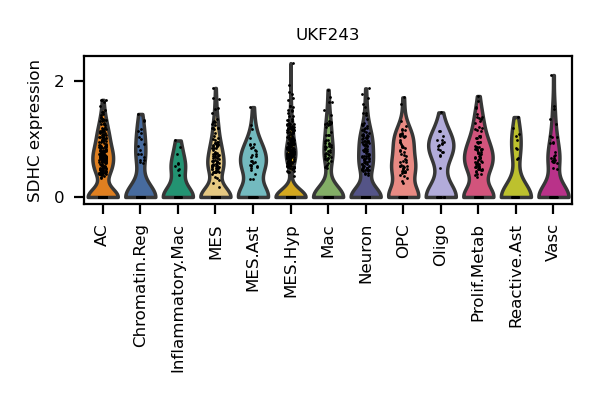 UKF243
SDHC expression
2
0
AC
Chromatin.Reg
Inflammatory.Mac
MES
MES.Ast
MES.Hyp
Mac
Neuron
OPC
Oligo
Prolif.Metab
Reactive.Ast
Vasc